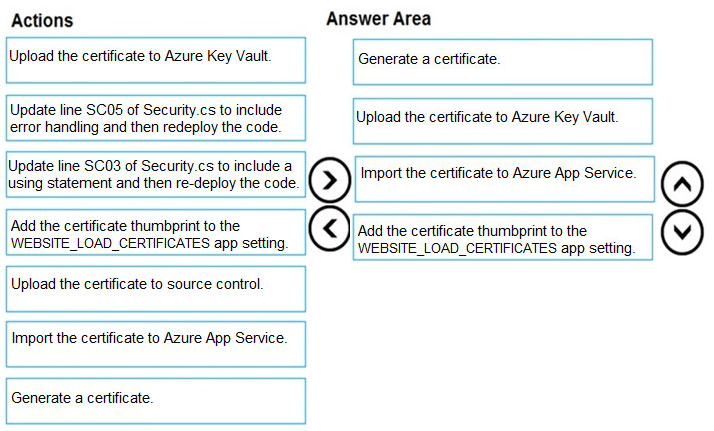 Actions
Upload the certificate to Azure Key Vault.
Update line SC05 of Security.cs to include
error handling and then redeploy the code.
Update line SC03 of Security.cs to include a
using statement and then re-deploy the code.
Add the certificate thumbprint to the
WEBSITE_LOAD_CERTIFICATES app setting.
Upload the certificate to source control.
Import the certificate to Azure App Service.
Generate a certificate.
Answer Area
Generate a certificate.
Upload the certificate to Azure Key Vault.
Import the certificate to Azure App Service.
Add the certificate thumbprint to the
WEBSITE_LOAD_CERTIFICATES app setting.